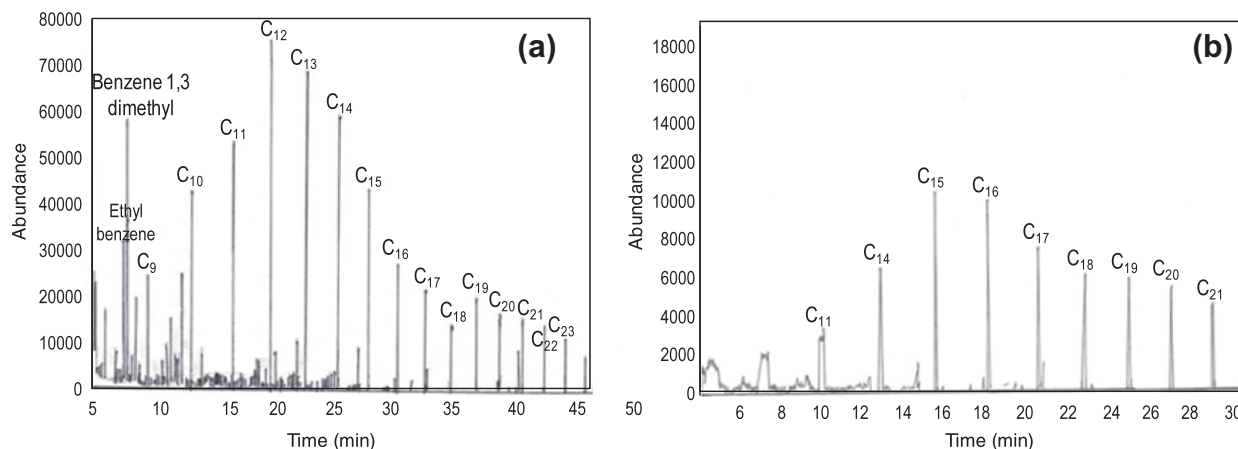 (a)
Abundance
80000
70000
60000
50000
40000
30000
20000
10000
0
Benzene 1,3
dimethyl
Ethyl
benzene
C9
C10
C11
C12
C13
C14
C15
C16
C17
C18
C19
C20
C21
C22
C23
5 10 15 20 25 30 35 40 45 50
Time (min)
(b)
Abundance
18000
16000
14000
12000
10000
8000
6000
4000
2000
0
C11
C14
C15
C16
C17
C18
C19
C20
C21
6 8 10 12 14 16 18 20 22 24 26 28 30
Time (min)